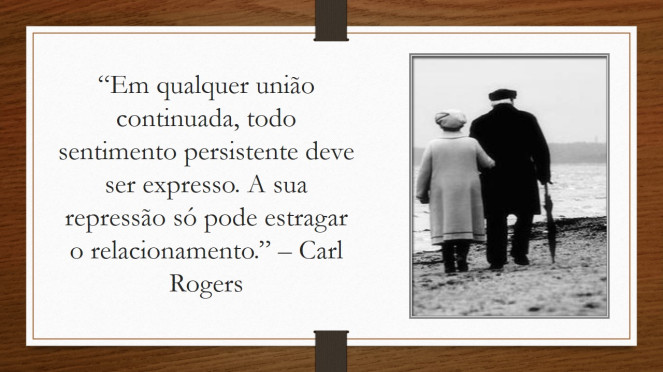 “Em qualquer união
continuada, todo
sentimento persistente deve
ser expresso. A sua
repressão só pode estragar
o relacionamento.” – Carl
Rogers